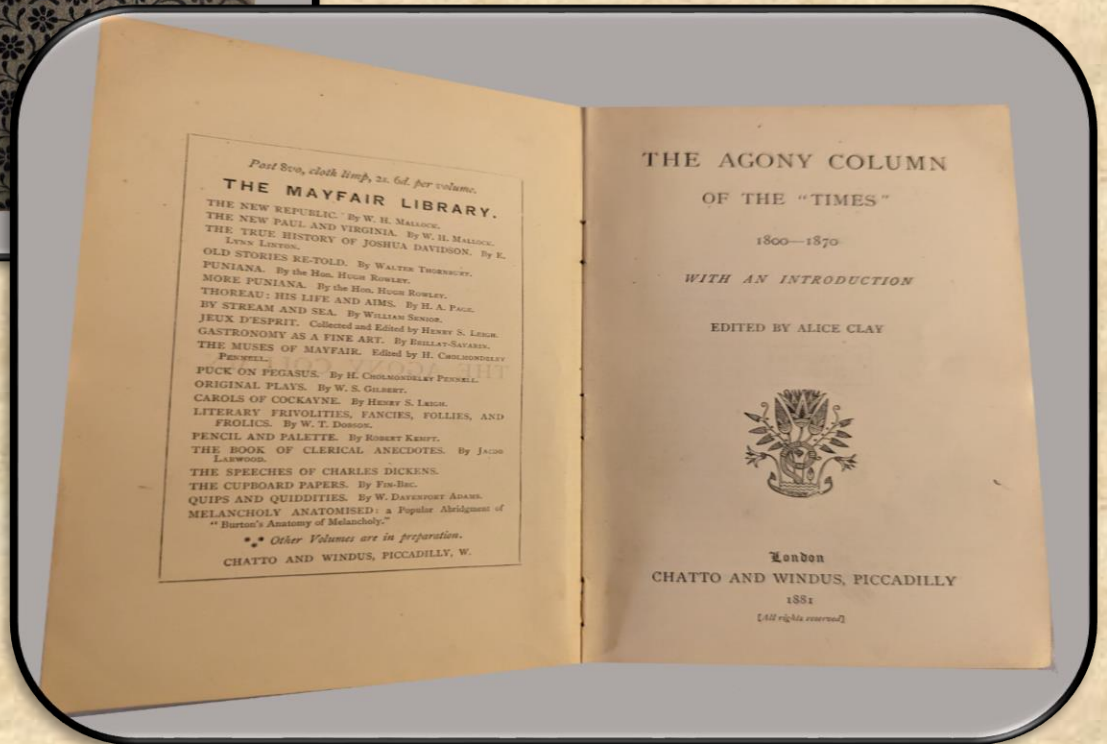 Post 8vo, cloth limp, 2s. 6d. per volume.
THE MAYFAIR LIBRARY.
THE NEW REPUBLIC. By W. H. MALLOCK.
THE NEW PAUL AND VIRGINIA. By W. H. MALLOCK.
THE TRUE HISTORY OF JOSHUA DAVIDSON. By E.
LYNN LINTON.
OLD STORIES RE-TOLD. By WALTER THORNBURY.
PUNIANA. By the Hon. HUGH ROWLEY.
MORE PUNIANA. By the Hon. HUGH ROWLEY.
THOREAU: HIS LIFE AND AIMS. By H. A. PAGE.
BY STREAM AND SEA. By WILLIAM SENIOR.
JEUX D'ESPRIT. Collected and Edited by HENRY S. LEIGH.
GASTRONOMY AS A FINE ART. By BRILLAT-SAVARIN.
THE MUSES OF MAYFAIR. Edited by H. CHOLMONDELEY
PENNELL.
PUCK ON PEGASUS. By H. CHOLMONDELEY PENNELL.
ORIGINAL PLAYS. By W. S. GILBERT.
CAROLS OF COCKAYNE. By HENRY S. LEIGH.
LITERARY FRIVOLITIES, FANCIES, FOLLIES, AND
FROLICS. By W. T. DOBSON.
PENCIL AND PALETTE. By ROBERT KEMPT.
THE BOOK OF CLERICAL ANECDOTES. By JACOB
LARWOOD.
THE SPEECHES OF CHARLES DICKENS.
THE CUPBOARD PAPERS. By FIN-BEC.
QUIPS AND QUIDDITIES. By W. DAVENPORT ADAMS.
MELANCHOLY ANATOMISED: a Popular Abridgment of
"Burton's Anatomy of Melancholy."
⁂ Other Volumes are in preparation.
CHATTO AND WINDUS, PICCADILLY, W.
THE AGONY COLUMN
OF THE "TIMES"
1800—1870
WITH AN INTRODUCTION
EDITED BY ALICE CLAY
London
CHATTO AND WINDUS, PICCADILLY
1881
[All rights reserved]